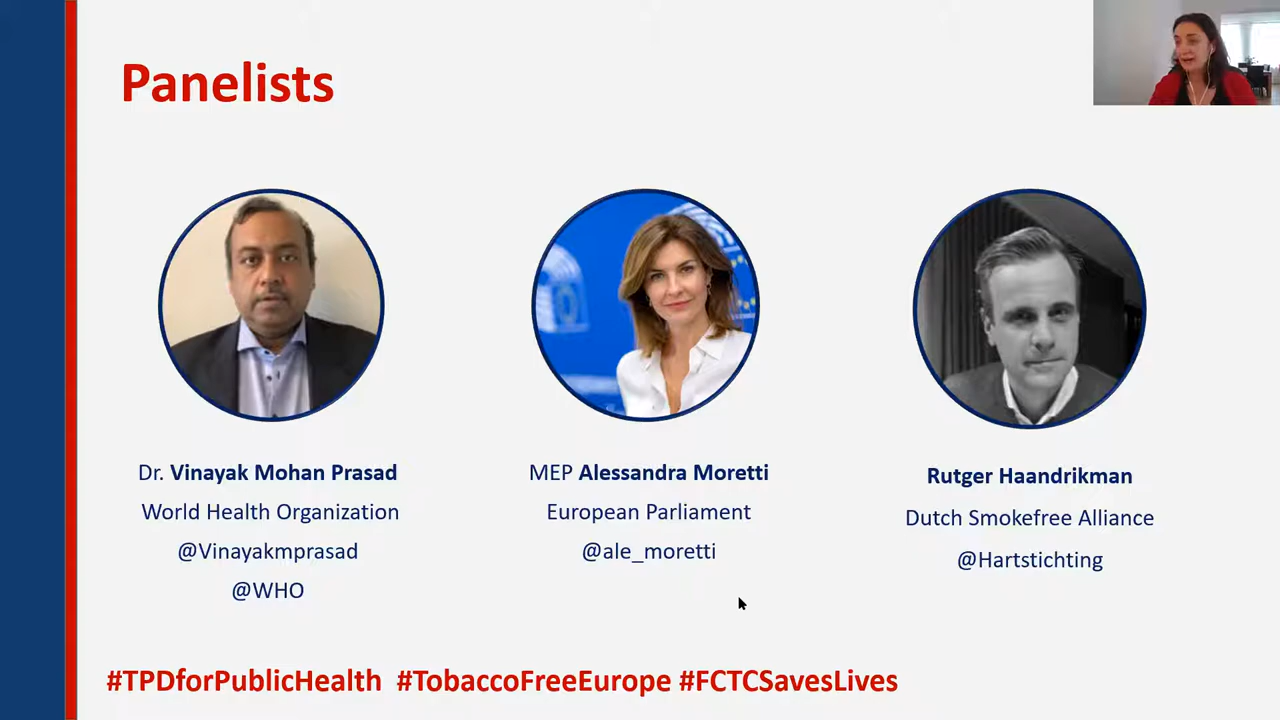 Panelists
Dr. Vinayak Mohan Prasad
World Health Organization
@Vinayakmprasad
@WHO
MEP Alessandra Moretti
European Parliament
@ale_moretti
Rutger Haandrikman
Dutch Smokefree Alliance
@Hartstichting
#TPDforPublicHealth #TobaccoFreeEurope #FCTCSavesLives